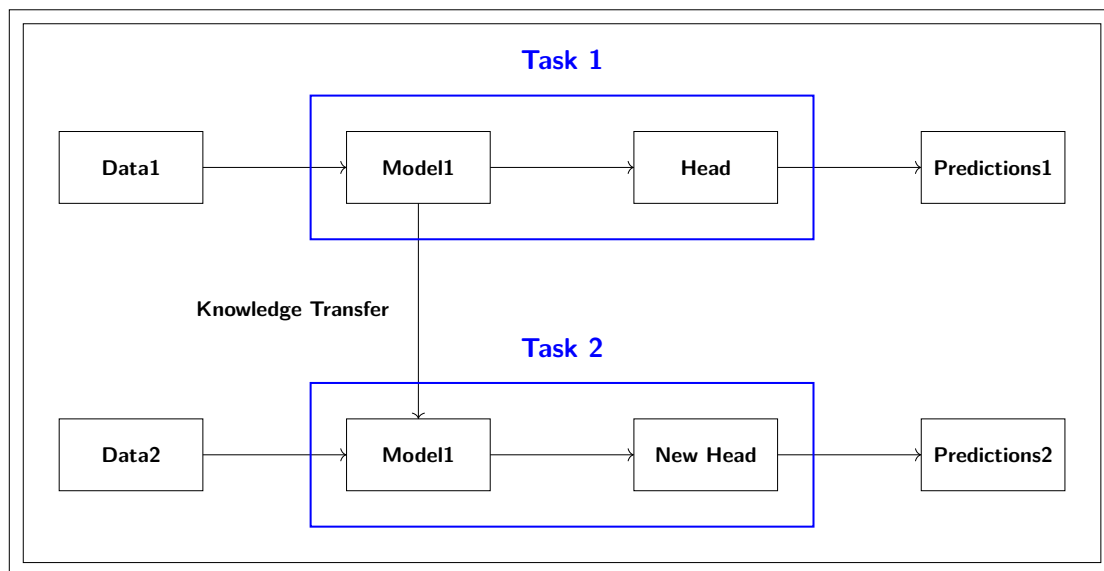 Task 1
Data1
Model1
Head
Predictions1
Knowledge Transfer
Task 2
Data2
Model1
New Head
Predictions2